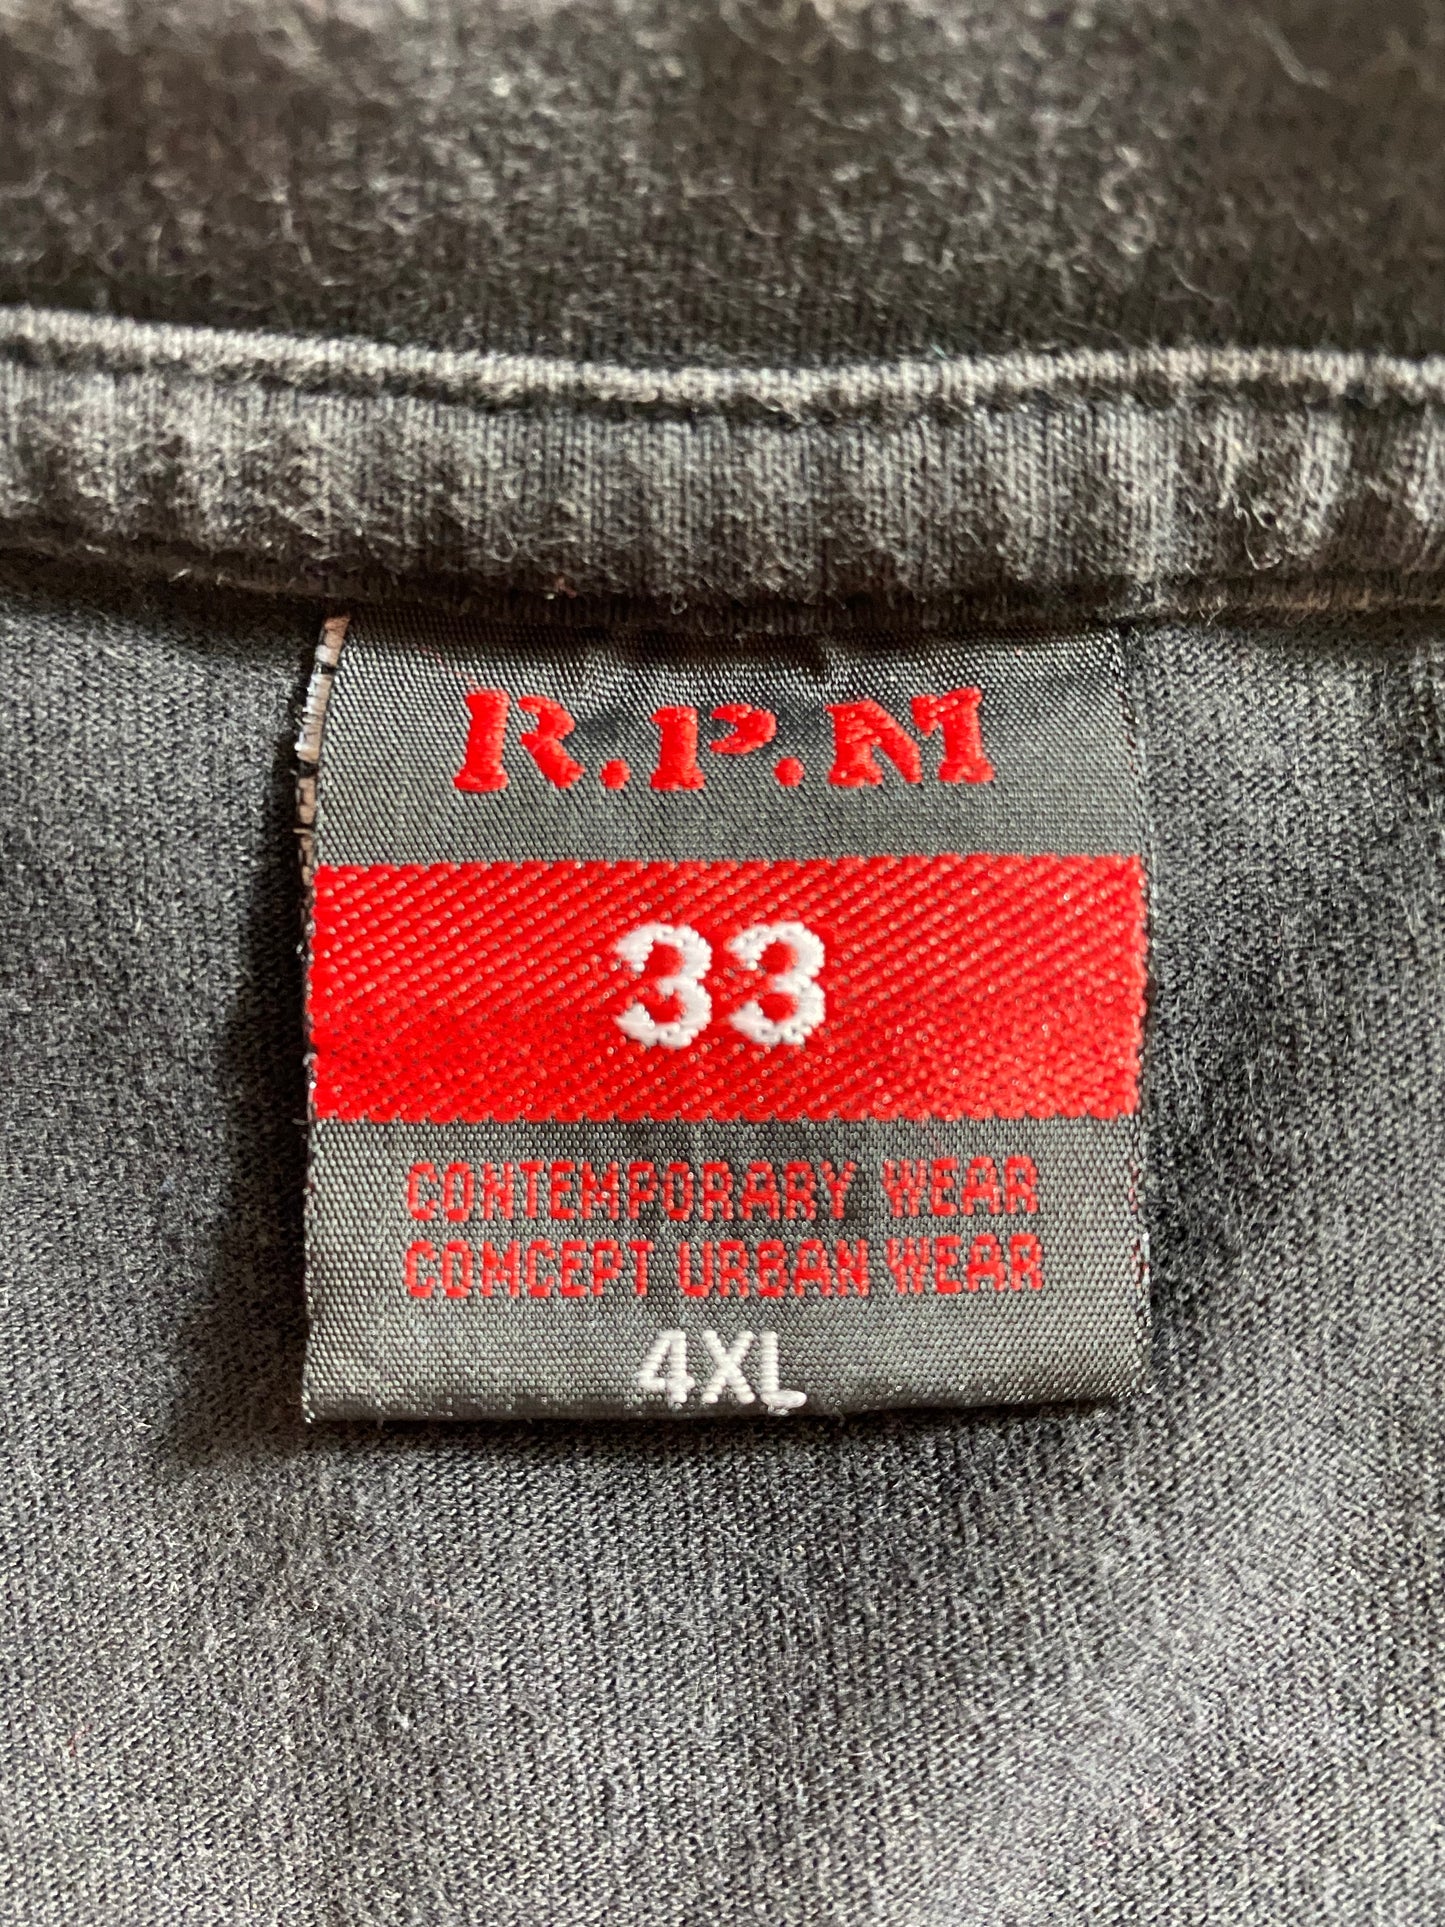 R.P.M
33
CONTEMPORARY WEAR
COMCEPT URBAN WEAR
4XL